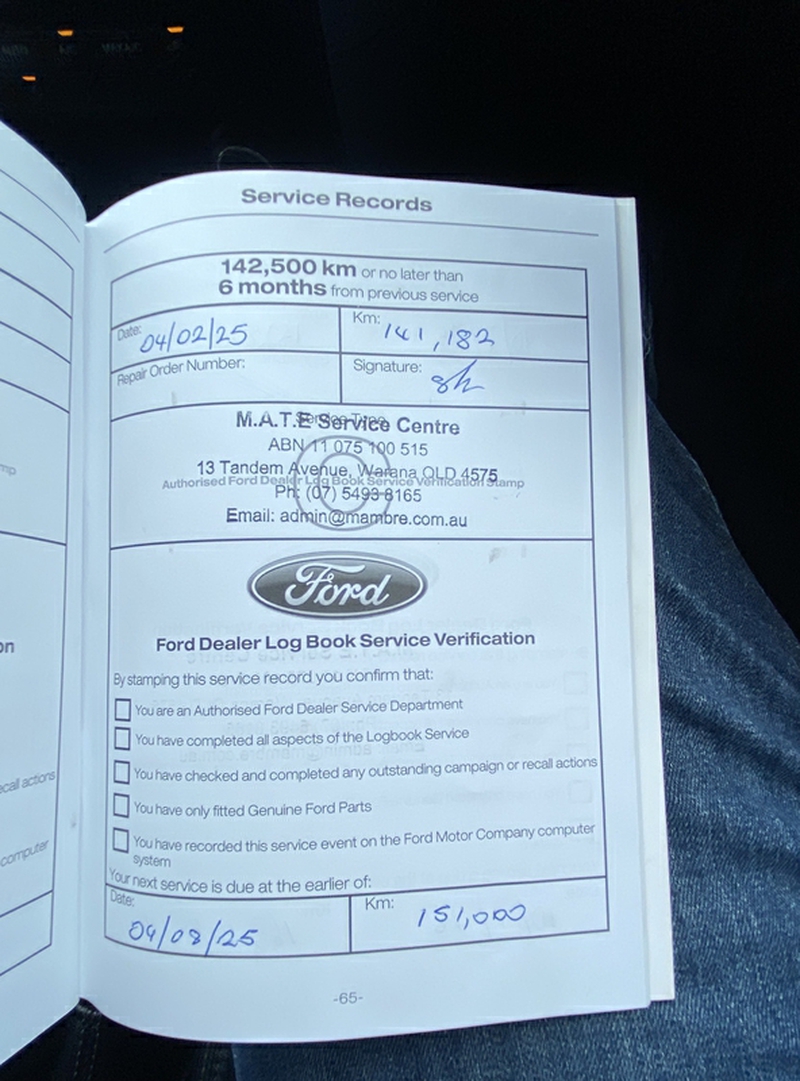 Service Records
142,500 km or no later than
6 months from previous service
Date: 04/02/25
Km: 141,182
Repair Order Number:
Signature:
Service Type
M.A.T.E Service Centre
ABN 11 075 100 515
13 Tandem Avenue, Warana QLD 4575
Authorised Ford Dealer Log Book Service Verification Stamp
Ph: (07) 5493 8165
Email: admin@mambre.com.au
Ford
Ford Dealer Log Book Service Verification
By stamping this service record you confirm that:
You are an Authorised Ford Dealer Service Department
You have completed all aspects of the Logbook Service
You have checked and completed any outstanding campaign or recall actions
You have only fitted Genuine Ford Parts
You have recorded this service event on the Ford Motor Company computer
system
Your next service is due at the earlier of:
Date: 04/08/25
Km: 151,000
-65-
recall actions
computer